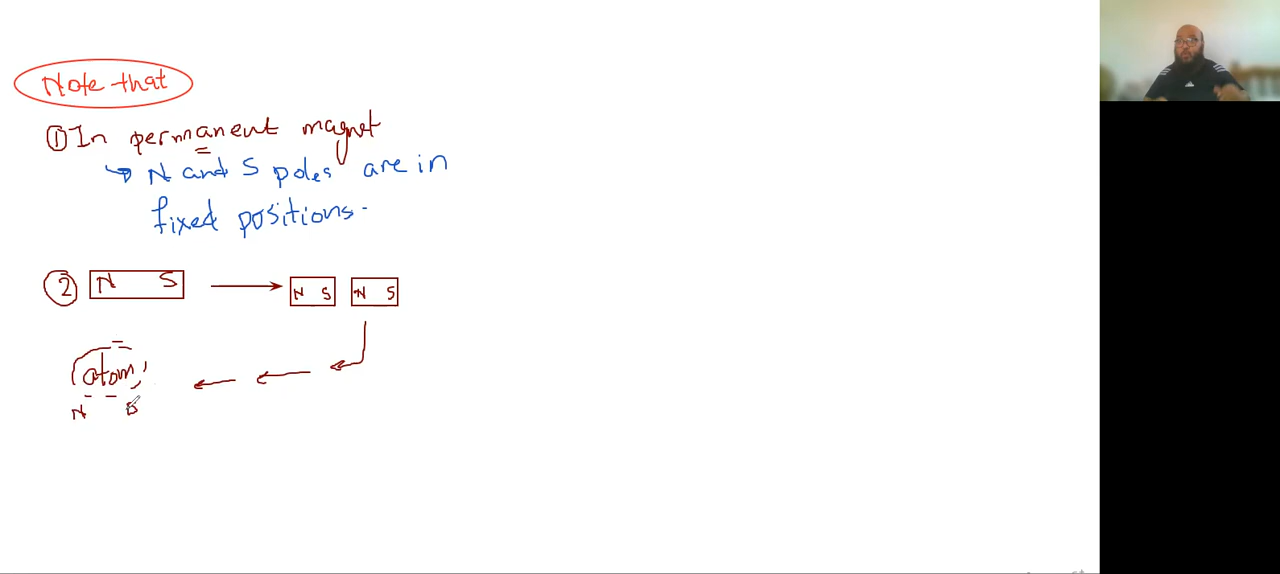 Note that
① In permanent magnet
↳ N and S poles are in
fixed positions.
② N S → N S N S
atom
N S